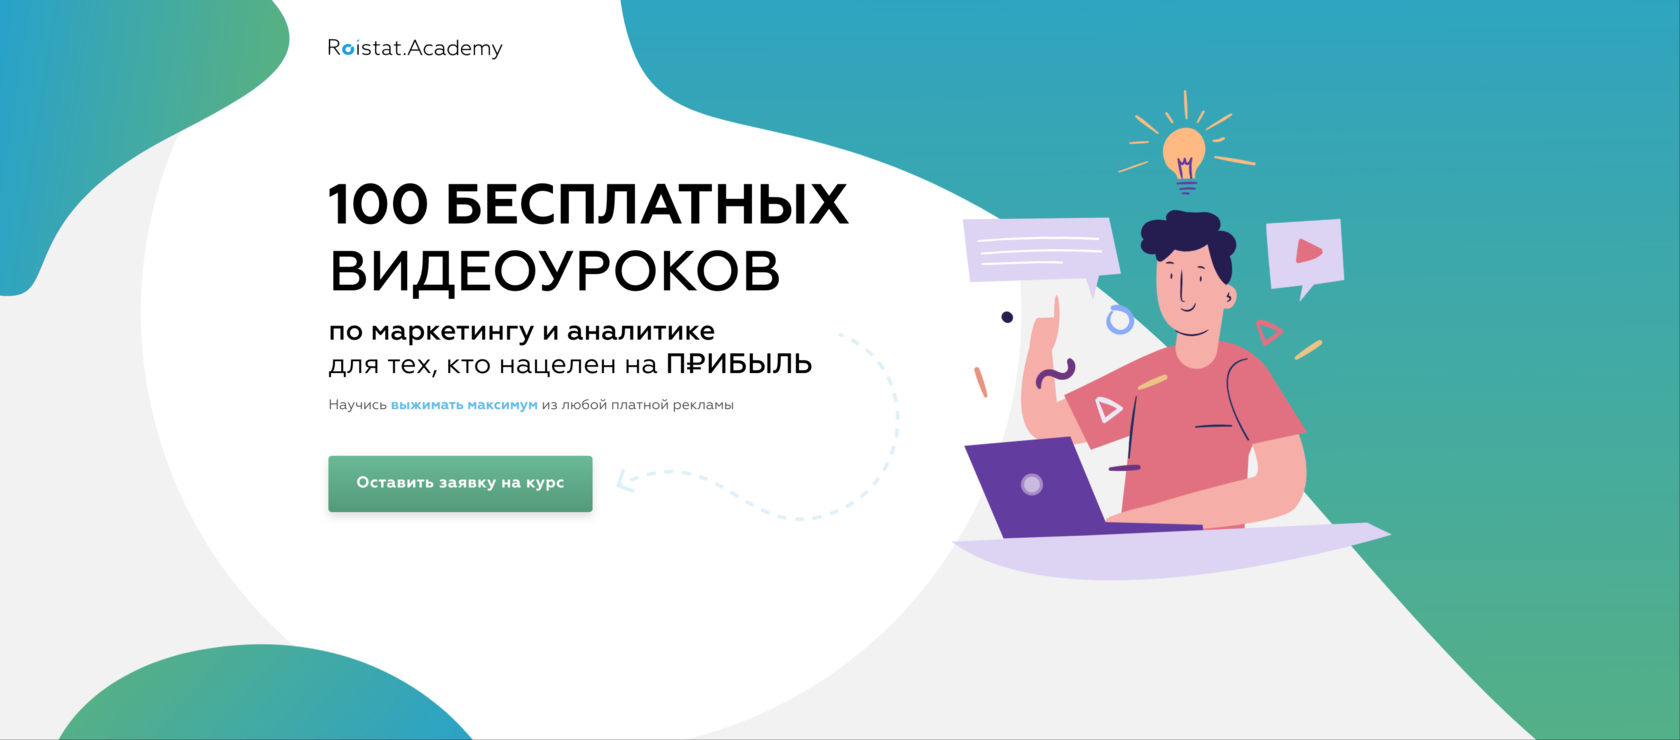 Roistat.Academy
100 БЕСПЛАТНЫХ
ВИДЕОУРОКОВ
по маркетингу и аналитике
для тех, кто нацелен на П₽ИБЫЛЬ
Научись выжимать максимум из любой платной рекламы
Оставить заявку на курс